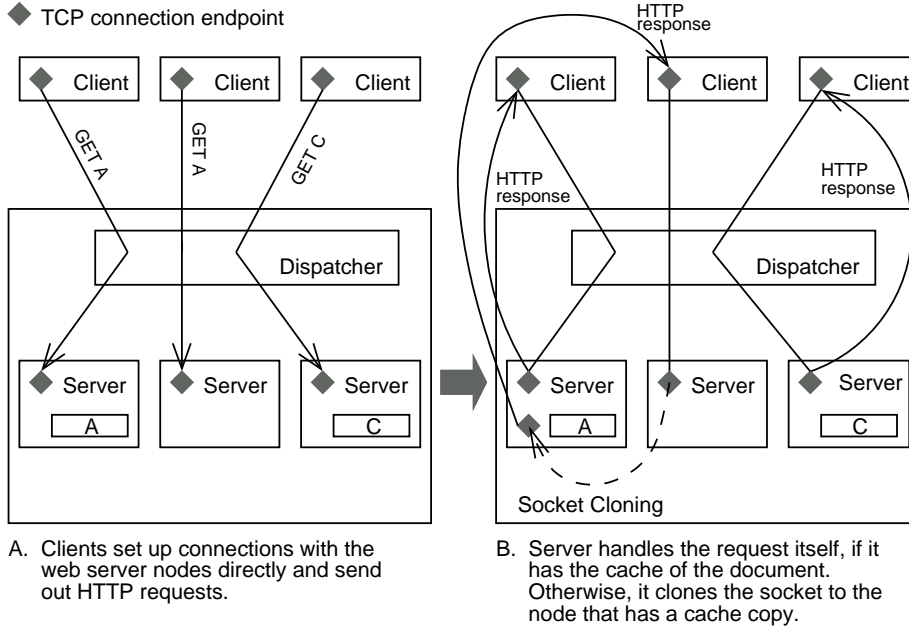 TCP connection endpoint
Client
Client
Client
GET A
GET A
GET C
Dispatcher
Server
Server
Server
A
C
A. Clients set up connections with the
web server nodes directly and send
out HTTP requests.
HTTP
response
Client
Client
Client
HTTP
response
HTTP
response
Dispatcher
Server
Server
Server
A
C
Socket Cloning
B. Server handles the request itself, if it
has the cache of the document.
Otherwise, it clones the socket to the
node that has a cache copy.